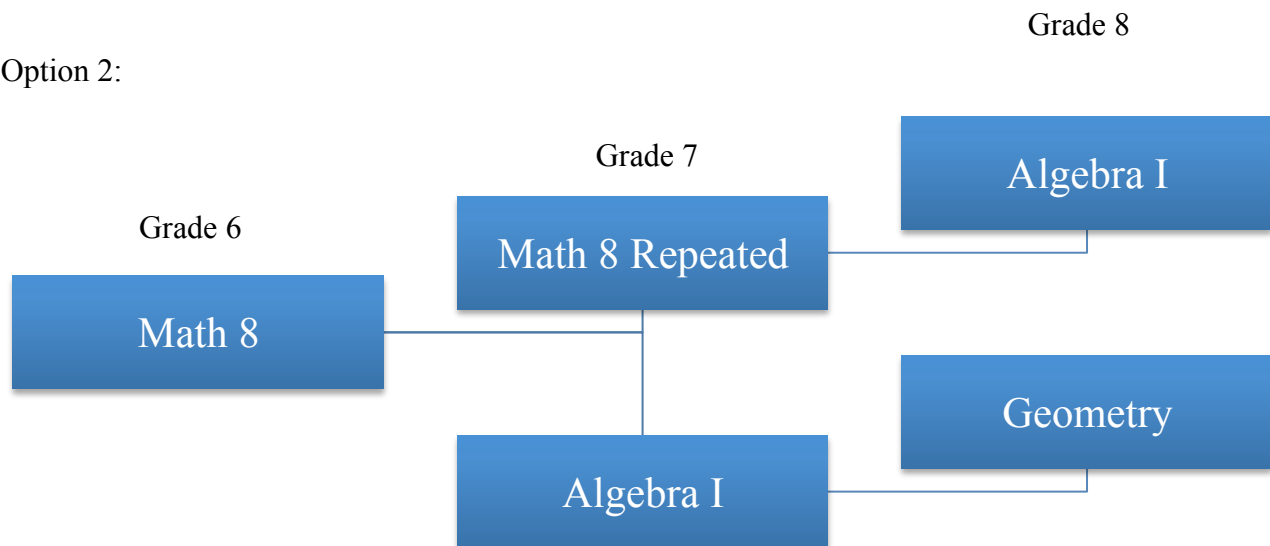 Grade 8
Option 2:
Algebra I
Grade 7
Grade 6
Math 8 Repeated
Math 8
Geometry
Algebra I